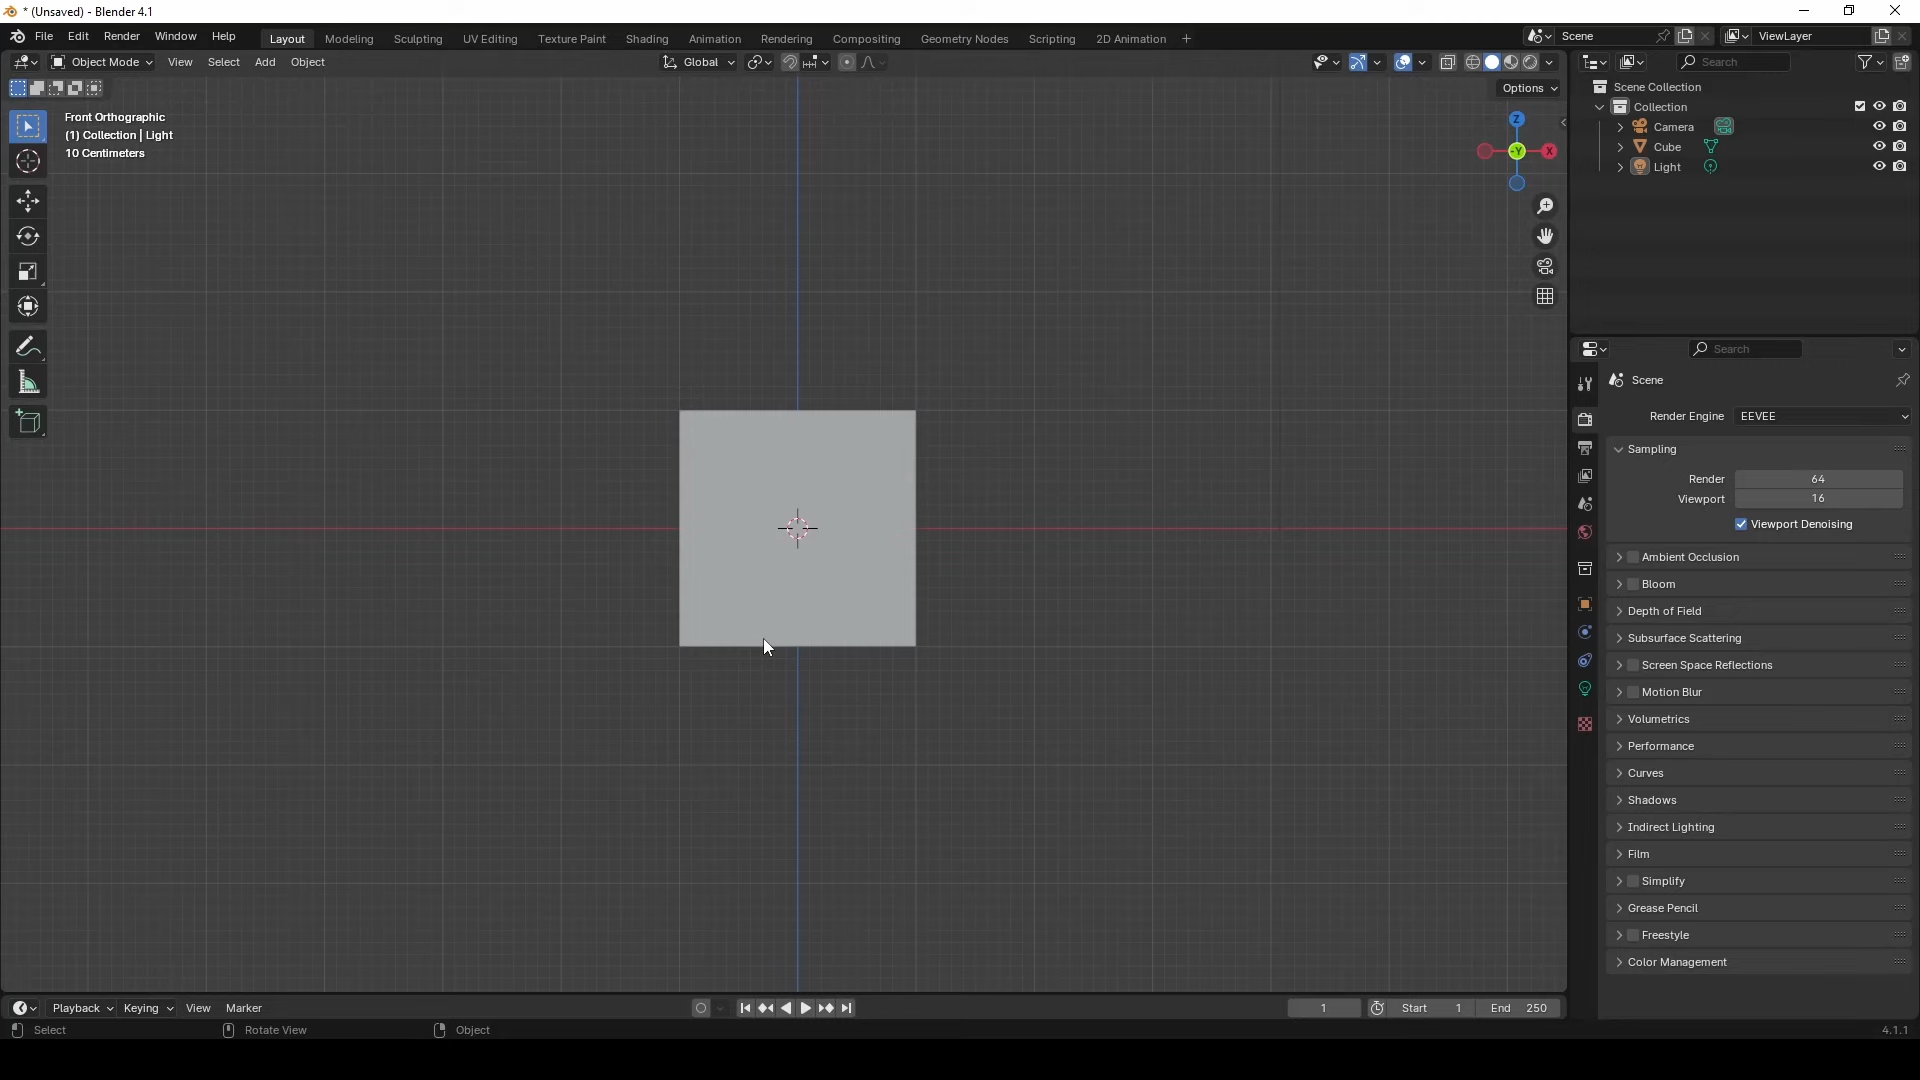 * (Unsaved) - Blender 4.1
File Edit Render Window Help Layout Modeling Sculpting UV Editing Texture Paint Shading Animation Rendering Compositing Geometry Nodes Scripting 2D Animation + Scene ViewLayer
Object Mode View Select Add Object Global Search
Options
Front Orthographic
(1) Collection | Light
10 Centimeters
Z
-Y
X
Scene Collection
Collection
Camera
Cube
Light
Search
Scene
Render Engine EEVEE
Sampling
Render 64
Viewport 16
Viewport Denoising
Ambient Occlusion
Bloom
Depth of Field
Subsurface Scattering
Screen Space Reflections
Motion Blur
Volumetrics
Performance
Curves
Shadows
Indirect Lighting
Film
Simplify
Grease Pencil
Freestyle
Color Management
Playback Keying View Marker 1 Start 1 End 250
Select Rotate View Object 4.1.1